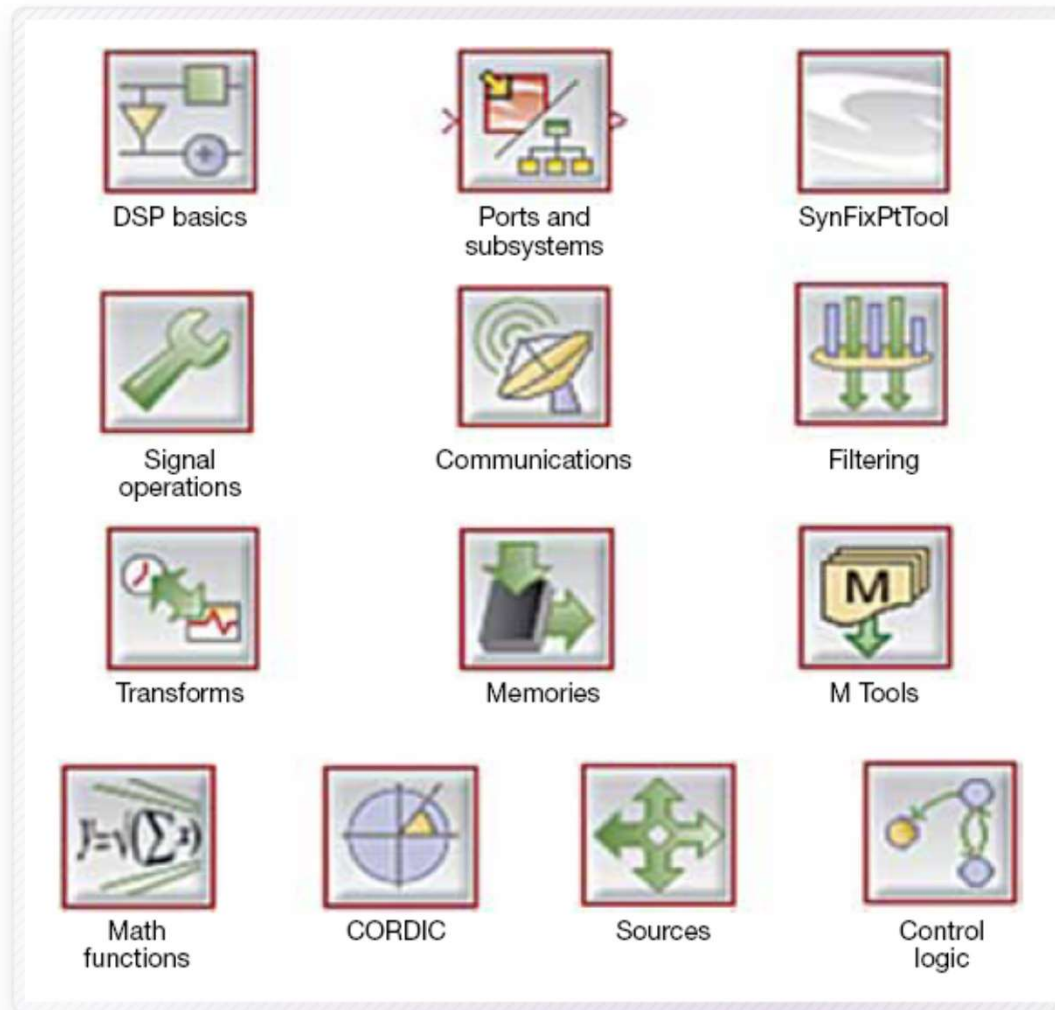 DSP basics
Ports and
subsystems
SynFixPtTool
Signal
operations
Communications
Filtering
Transforms
Memories
M
M Tools
Math
functions
CORDIC
Sources
Control
logic